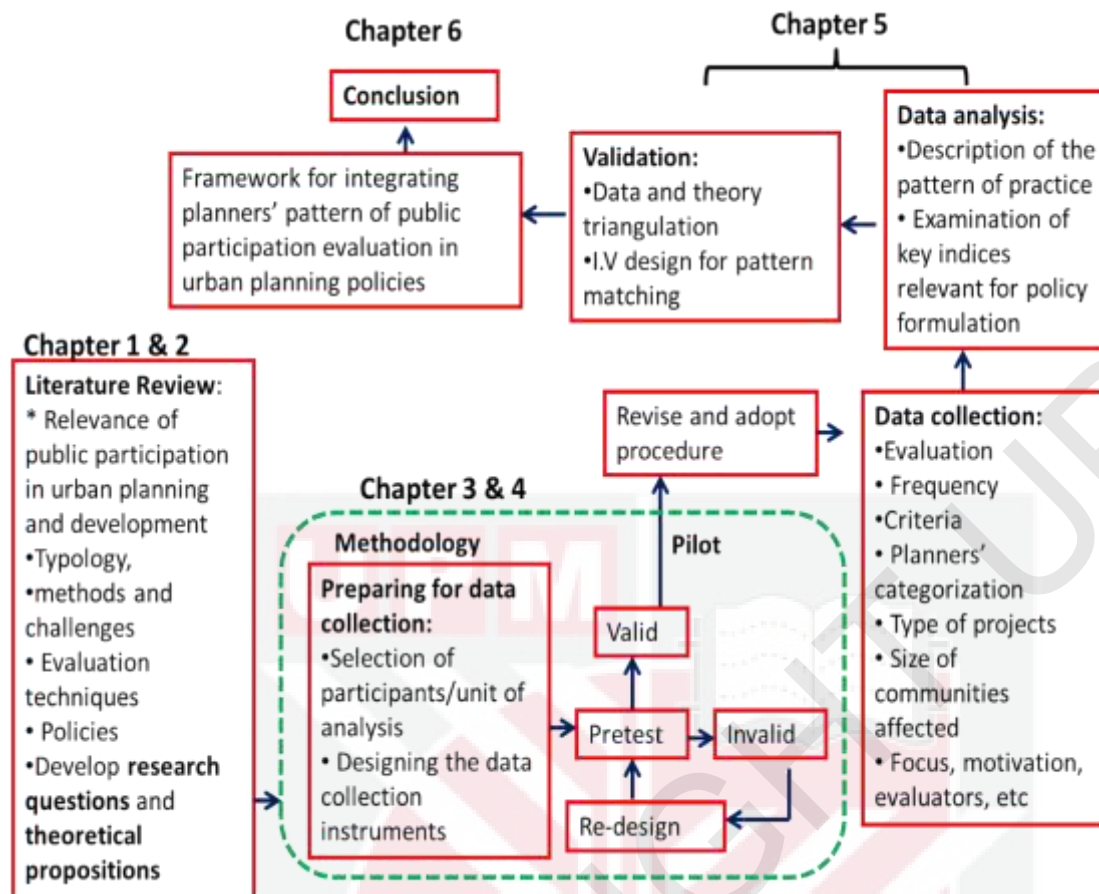 Chapter 6
Chapter 5
Conclusion
Framework for integrating
planners' pattern of public
participation evaluation in
urban planning policies
Validation:
•Data and theory
triangulation
•I.V design for pattern
matching
Data analysis:
•Description of the
pattern of practice
• Examination of
key indices
relevant for policy
formulation
Chapter 1 & 2
Literature Review:
* Relevance of
public participation
in urban planning
and development
•Typology,
•methods and
challenges
• Evaluation
techniques
• Policies
•Develop research
questions and
theoretical
propositions
Chapter 3 & 4
Methodology
Preparing for data
collection:
•Selection of
participants/unit of
analysis
• Designing the data
collection
instruments
Pilot
Valid
Pretest
Invalid
Re-design
Revise and adopt
procedure
Data collection:
•Evaluation
• Frequency
•Criteria
• Planners'
categorization
• Type of projects
• Size of
communities
affected
• Focus, motivation,
evaluators, etc
UPM